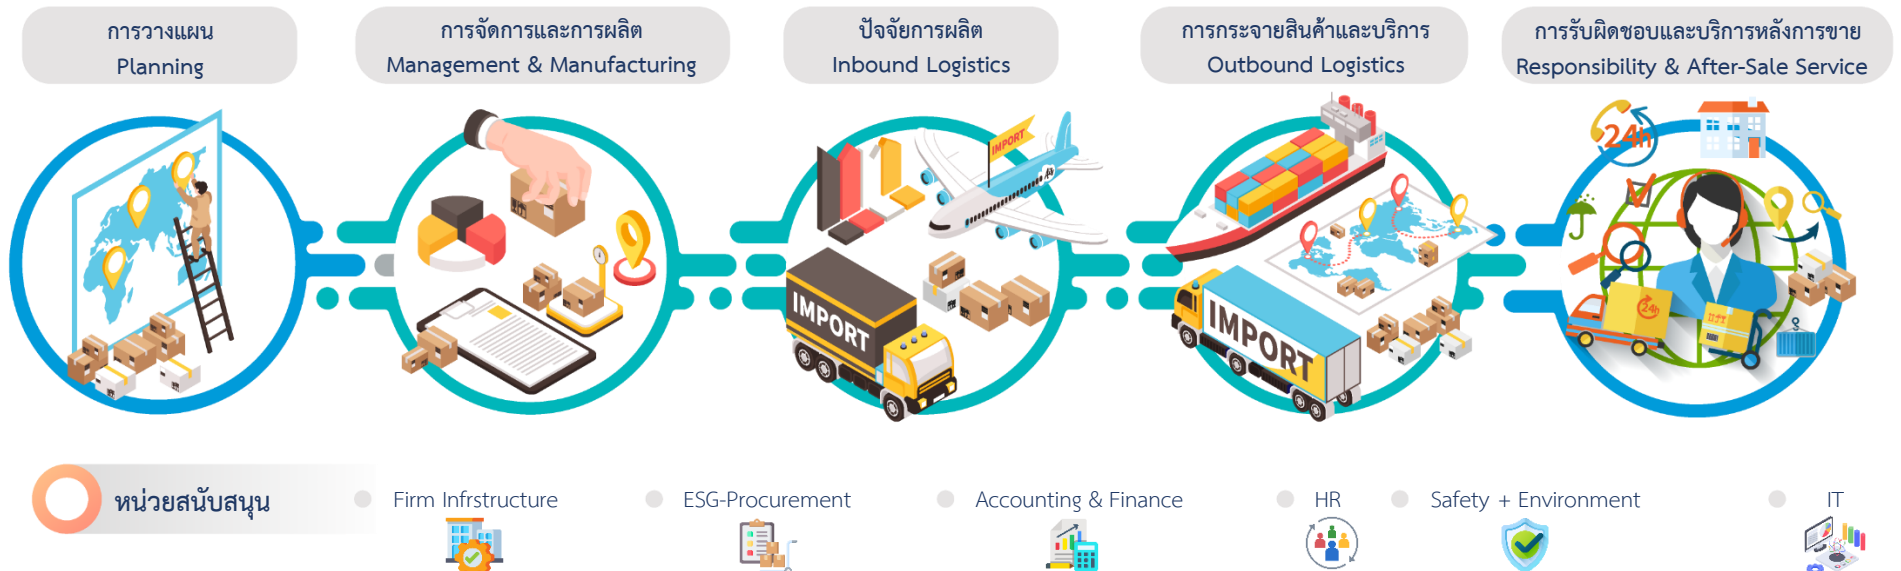 การวางแผน
Planning
การจัดการและการผลิต
Management & Manufacturing
ปัจจัยการผลิต
Inbound Logistics
การกระจายสินค้าและบริการ
Outbound Logistics
การรับผิดชอบและบริการหลังการขาย
Responsibility & After-Sale Service
IMPORT
IMPORT
IMPORT
24h
24h
หน่วยสนับสนุน
Firm Infrstructure
ESG-Procurement
Accounting & Finance
HR
Safety + Environment
IT